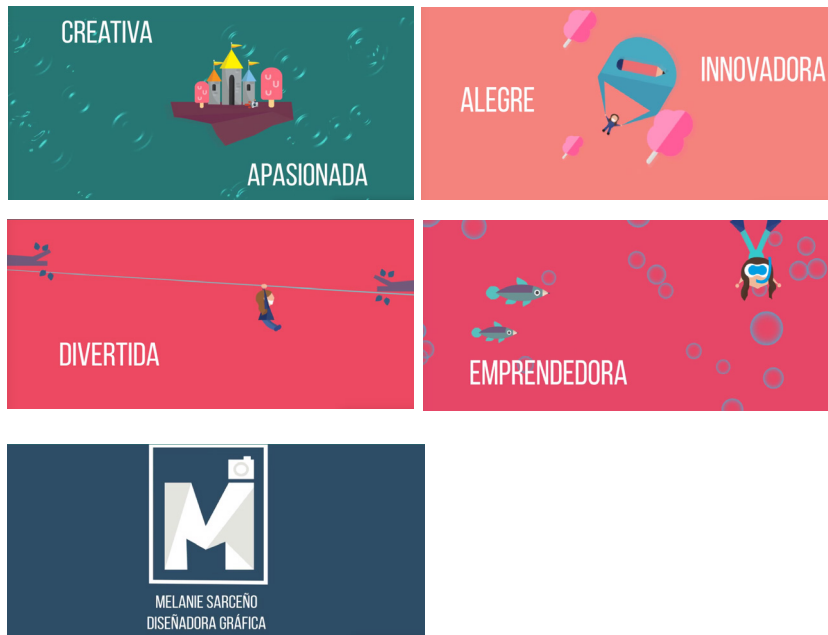 CREATIVA
APASIONADA
ALEGRE
INNOVADORA
DIVERTIDA
EMPRENDEDORA
M
MELANIE SARCEÑO
DISEÑADORA GRÁFICA